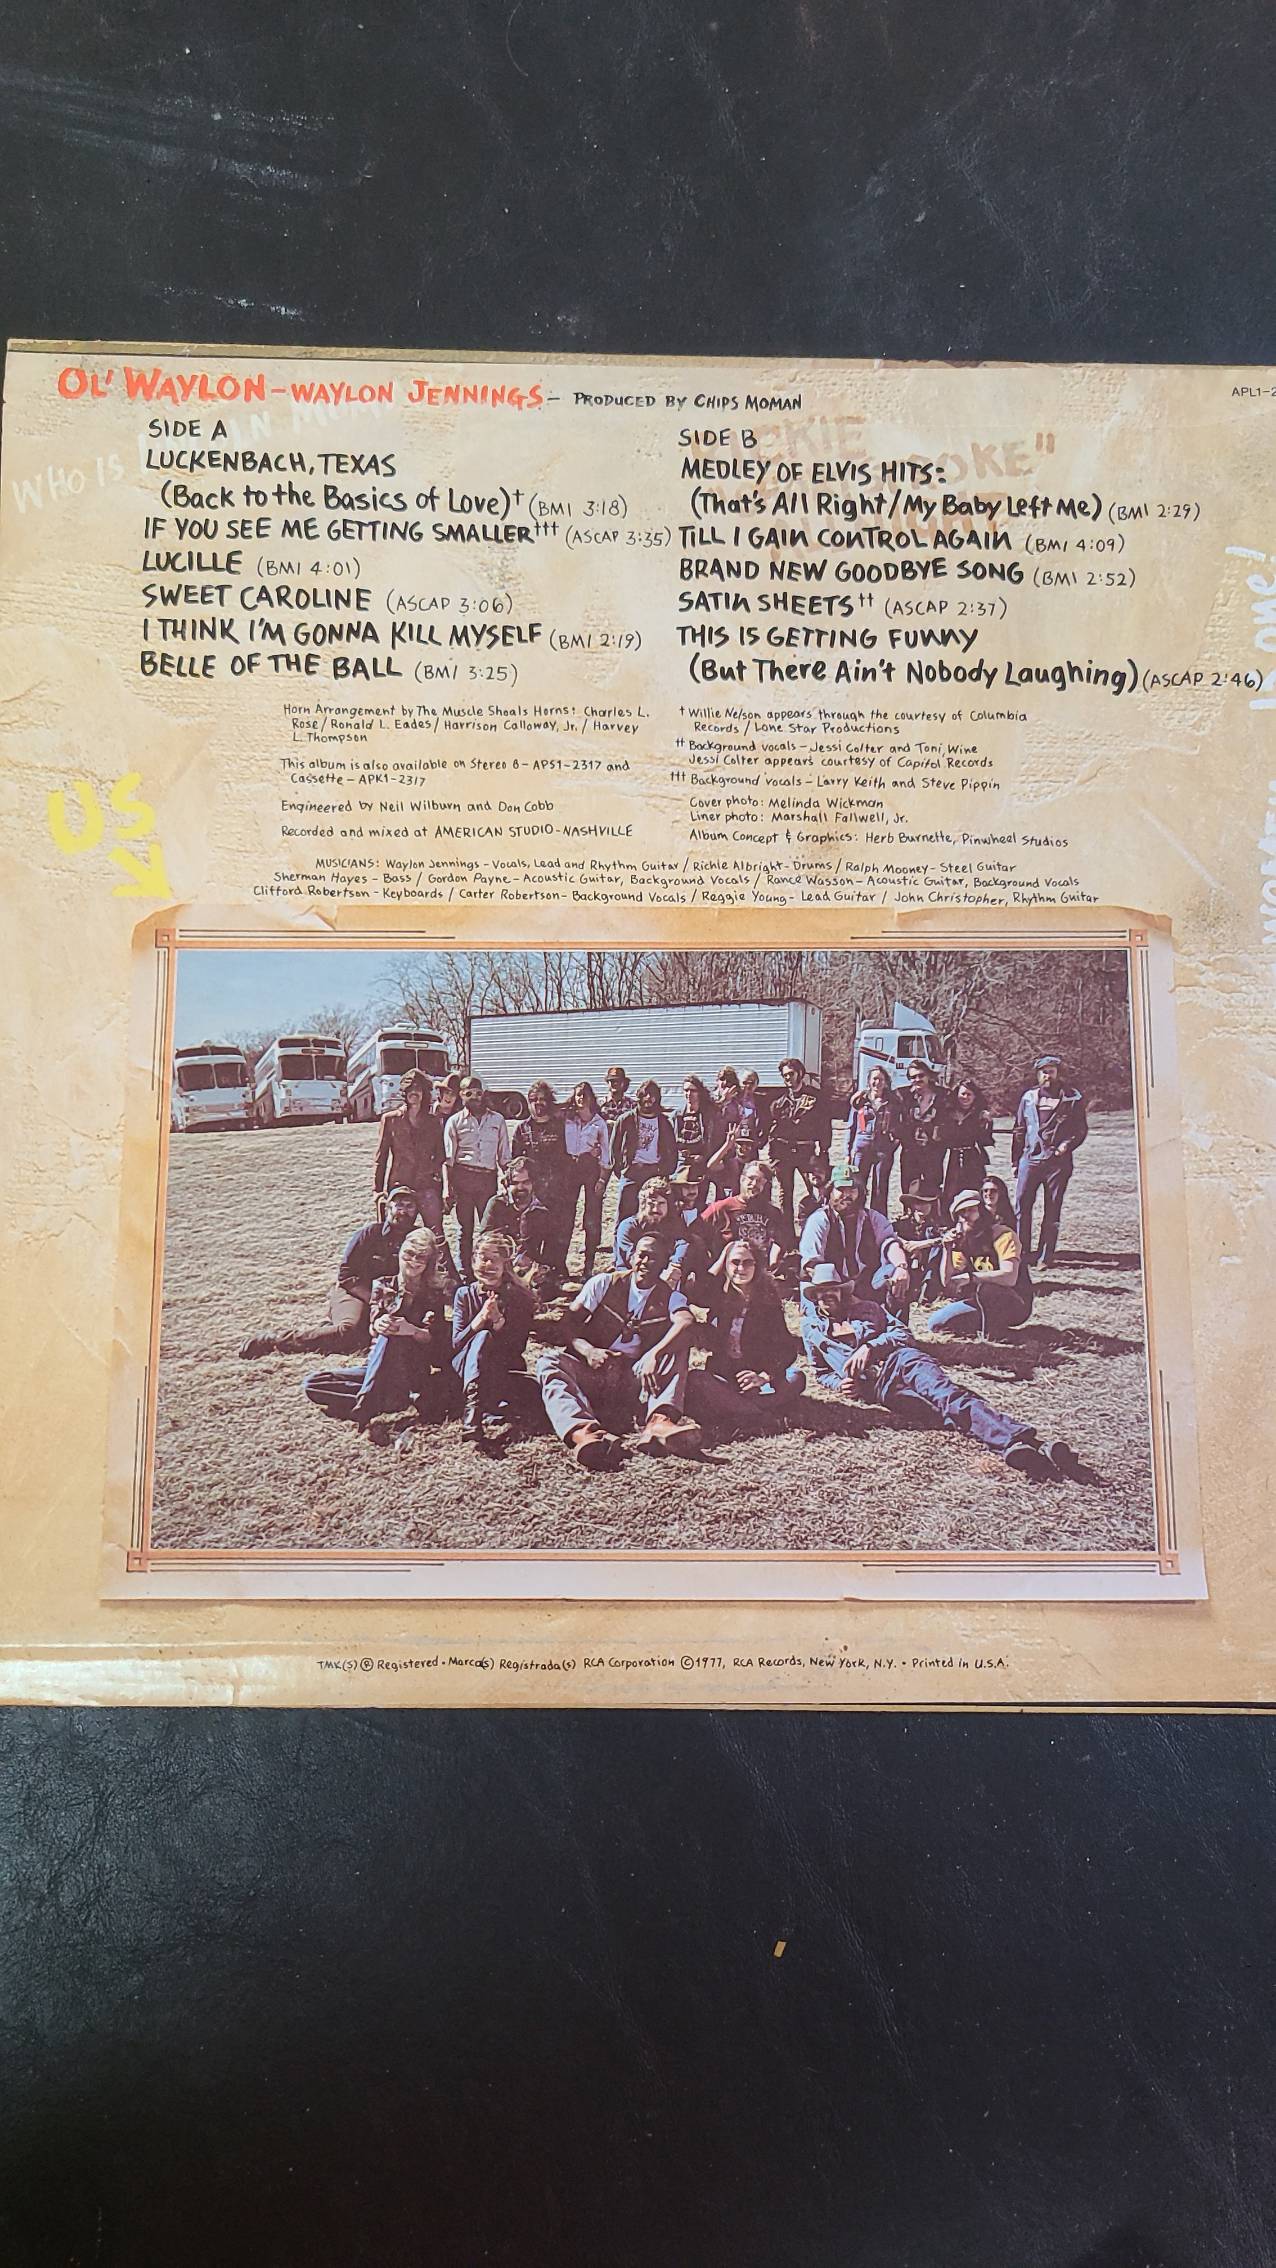 OL' WAYLON - WAYLON JENNINGS - PRODUCED BY CHIPS MOMAN
APL1-2
SIDE A
LUCKENBACH, TEXAS
(Back to the Basics of Love)† (BMI 3:18)
IF YOU SEE ME GETTING SMALLER††† (ASCAP 3:35)
LUCILLE (BMI 4:01)
SWEET CAROLINE (ASCAP 3:06)
I THINK I'M GONNA KILL MYSELF (BMI 2:19)
BELLE OF THE BALL (BMI 3:25)
SIDE B
MEDLEY OF ELVIS HITS:
(That's All Right/My Baby Left Me) (BMI 2:29)
TILL I GAIN CONTROL AGAIN (BMI 4:09)
BRAND NEW GOODBYE SONG (BMI 2:52)
SATIN SHEETS†† (ASCAP 2:37)
THIS IS GETTING FUNNY
(But There Ain't Nobody Laughing) (ASCAP 2:46)
WHO IS
Horn Arrangement by The Muscle Shoals Horns: Charles L.
Rose/Ronald L. Eades/Harrison Calloway, Jr./Harvey
L. Thompson
This album is also available on Stereo 8-APS1-2317 and
Cassette-APK1-2317
Engineered by Neil Wilburn and Don Cobb
Recorded and mixed at AMERICAN STUDIO-NASHVILLE
† Willie Nelson appears through the courtesy of Columbia
Records / Lone Star Productions
†† Background vocals - Jessi Colter and Toni Wine
Jessi Colter appears courtesy of Capitol Records
††† Background vocals - Larry Keith and Steve Pippin
Cover photo: Melinda Wickman
Liner photo: Marshall Fallwell, Jr.
Album Concept & Graphics: Herb Burnette, Pinwheel Studios
MUSICIANS: Waylon Jennings - Vocals, Lead and Rhythm Guitar / Richie Albright - Drums / Ralph Mooney - Steel Guitar
Sherman Hayes - Bass / Gordon Payne - Acoustic Guitar, Background Vocals / Rance Wasson - Acoustic Guitar, Background Vocals
Clifford Robertson - Keyboards / Carter Robertson - Background Vocals / Reggie Young - Lead Guitar / John Christopher, Rhythm Guitar
US
TMK(S) ® Registered • Marca(s) Registrada(s) RCA Corporation ©1977, RCA Records, New York, N.Y. • Printed in U.S.A.